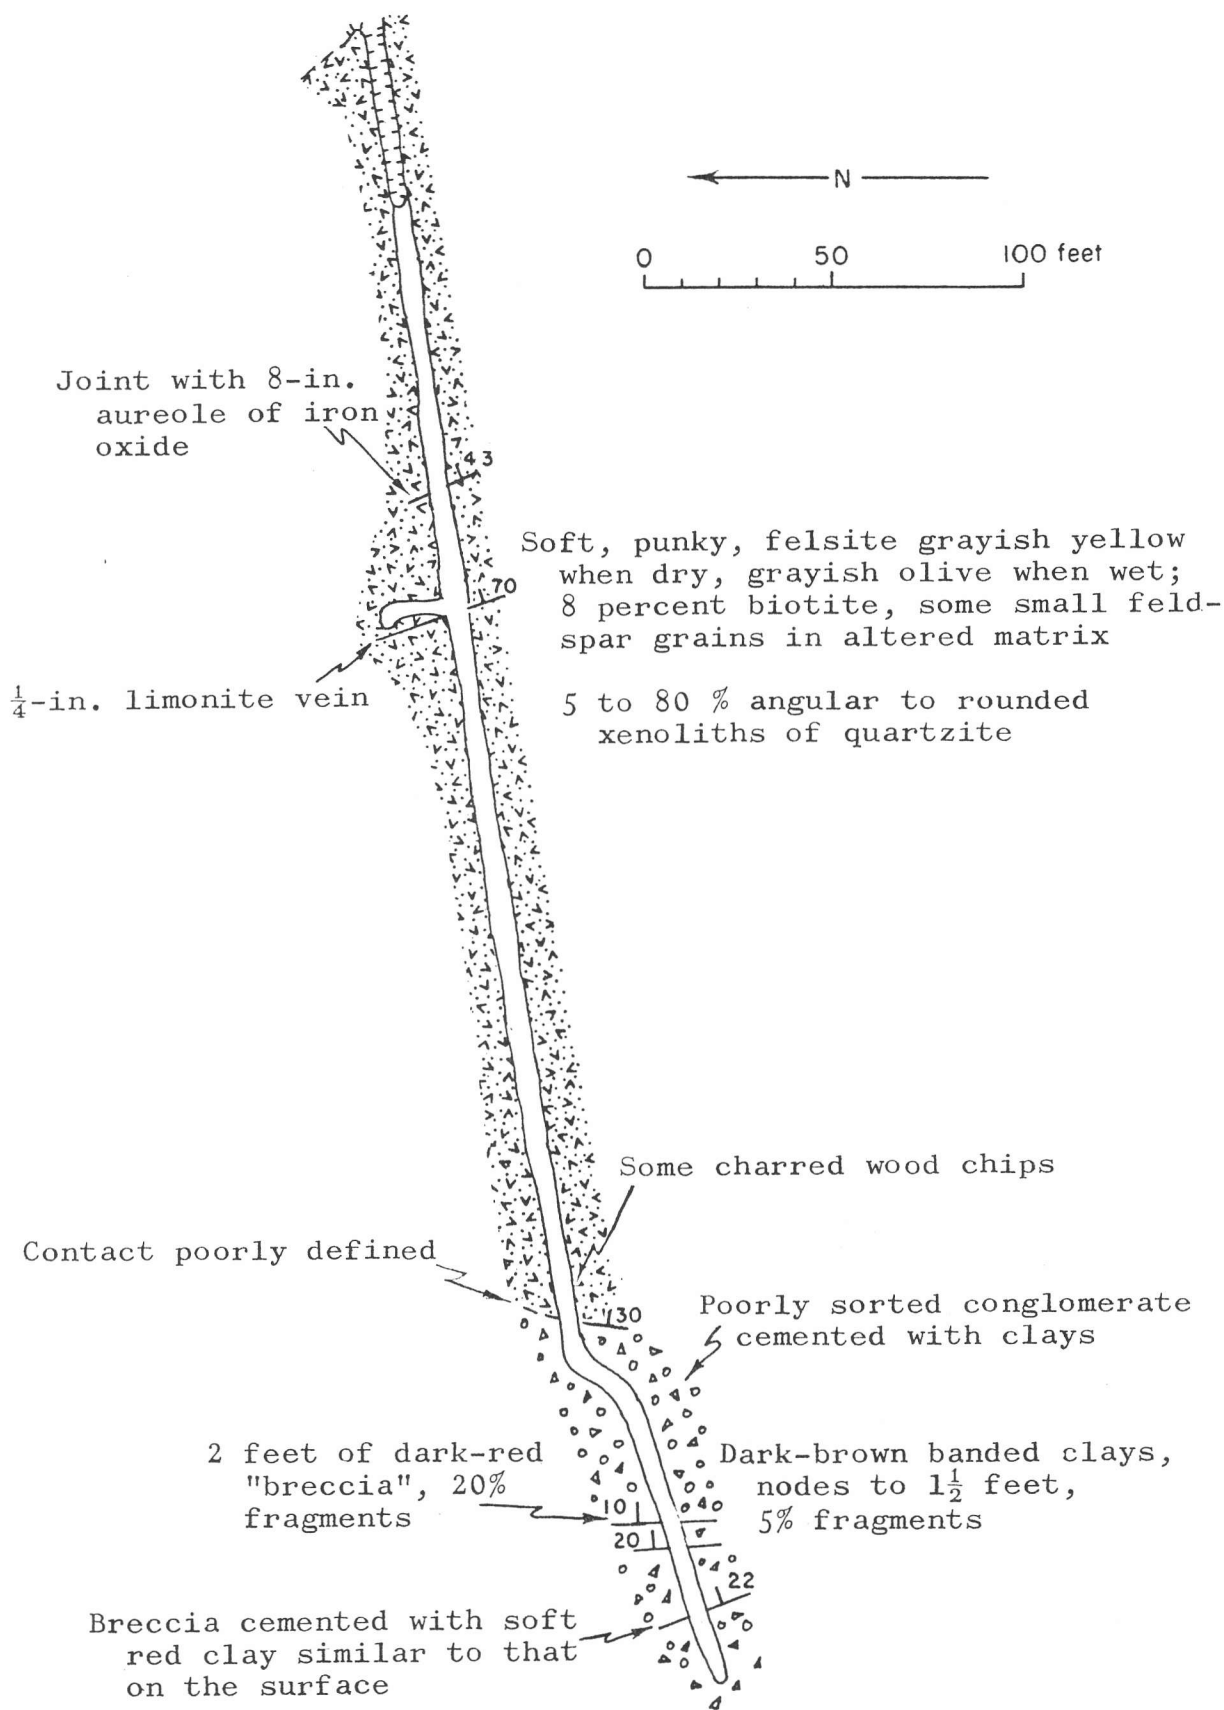 N
0 50 100 feet
Joint with 8-in.
aureole of iron
oxide
43
Soft, punky, felsite grayish yellow
when dry, grayish olive when wet;
8 percent biotite, some small feld-
spar grains in altered matrix
70
¼-in. limonite vein
5 to 80 % angular to rounded
xenoliths of quartzite
Some charred wood chips
Contact poorly defined
30
Poorly sorted conglomerate
cemented with clays
2 feet of dark-red
"breccia", 20%
fragments
Dark-brown banded clays,
nodes to 1½ feet,
5% fragments
10
20
22
Breccia cemented with soft
red clay similar to that
on the surface